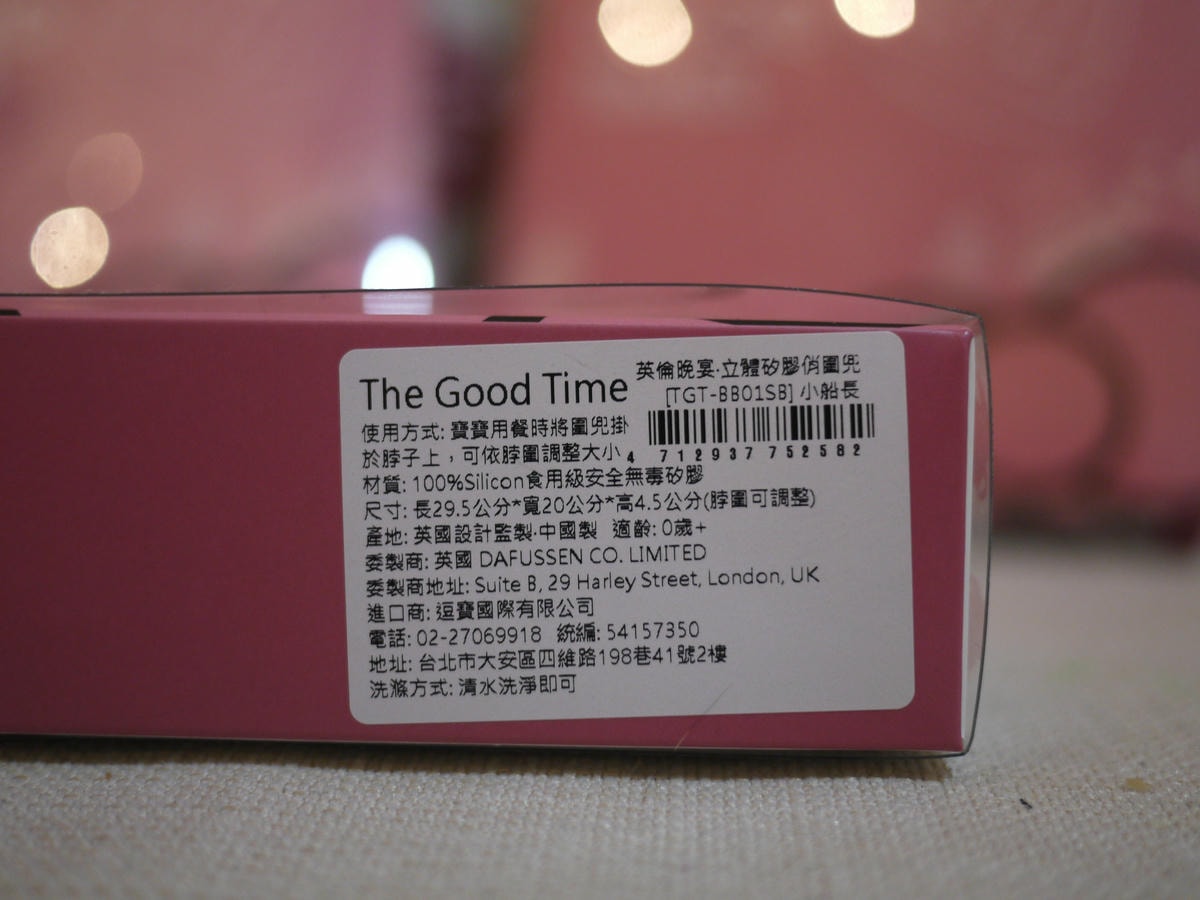 The Good Time
英倫晚宴·立體矽膠俏圍兜
[TGT-BB01SB] 小船長
4 712937 752582
使用方式: 寶寶用餐時將圍兜掛
於脖子上，可依脖圍調整大小
材質: 100%Silicon食用級安全無毒矽膠
尺寸: 長29.5公分*寬20公分*高4.5公分(脖圍可調整)
產地: 英國設計監製·中國製 適齡: 0歲+
委製商: 英國 DAFUSSEN CO. LIMITED
委製商地址: Suite B, 29 Harley Street, London, UK
進口商: 逗寶國際有限公司
電話: 02-27069918 統編: 54157350
地址: 台北市大安區四維路198巷41號2樓
洗滌方式: 清水洗淨即可